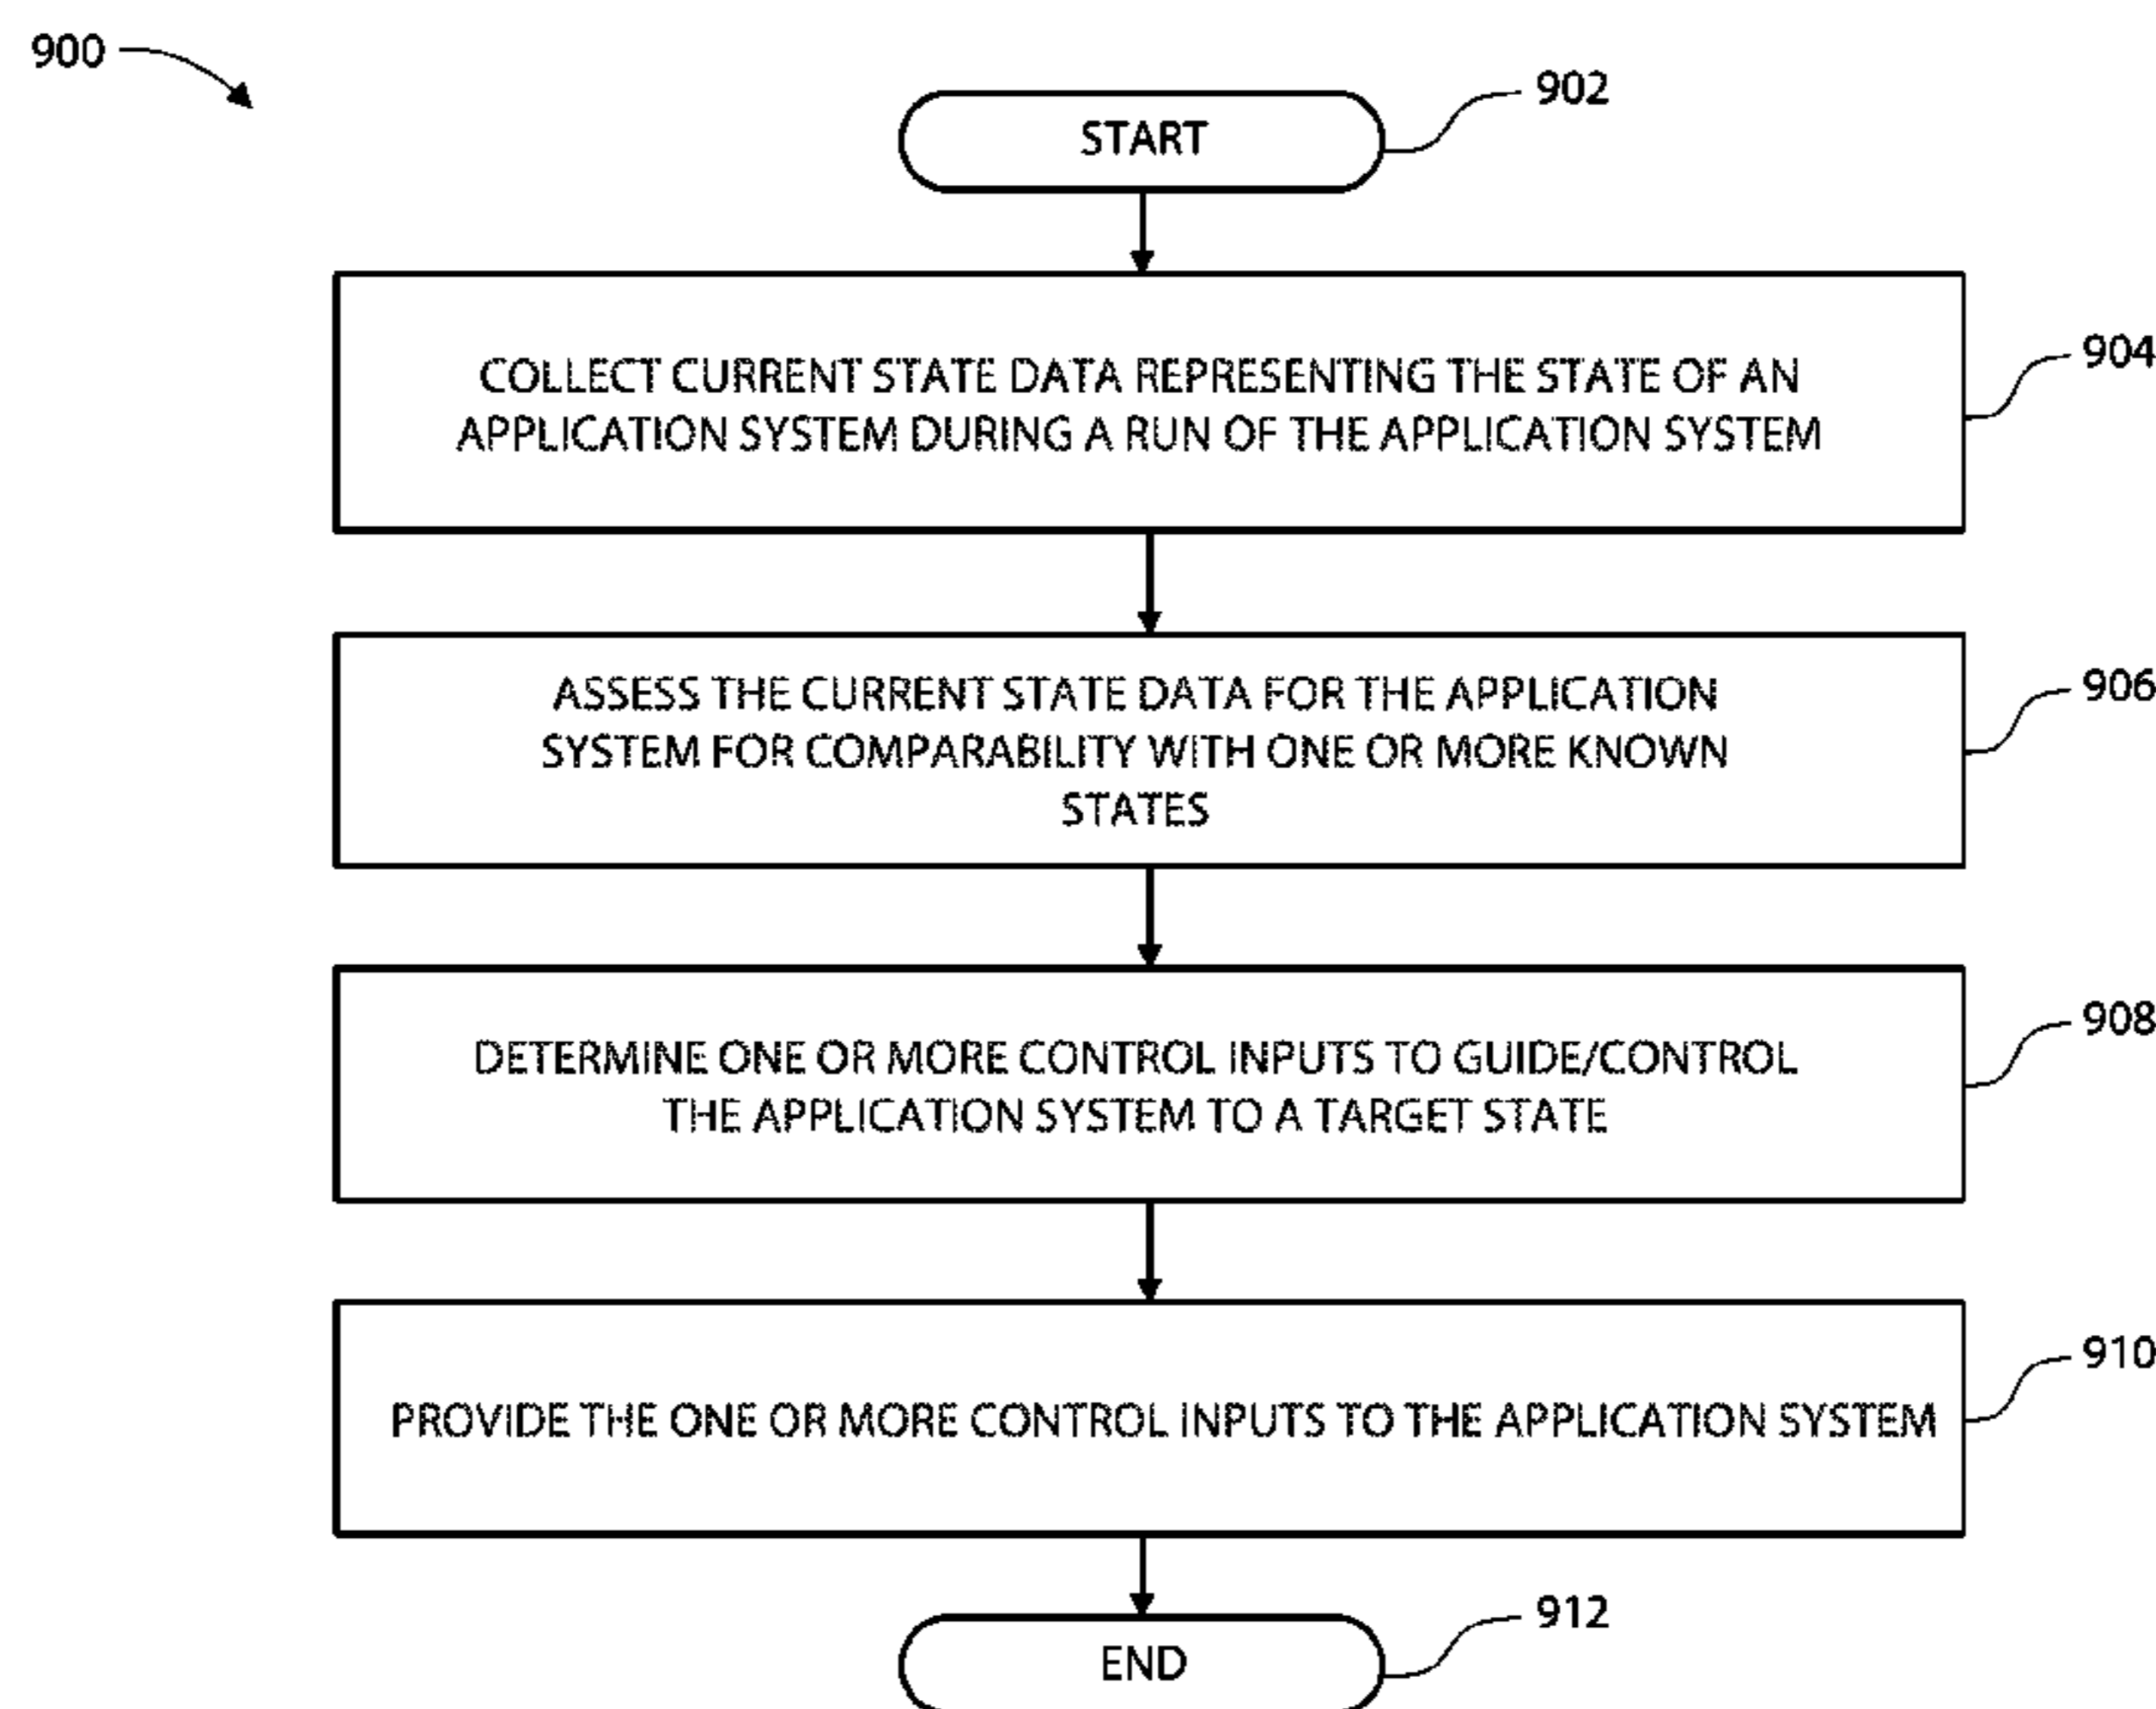 900
902
START
904
COLLECT CURRENT STATE DATA REPRESENTING THE STATE OF AN
APPLICATION SYSTEM DURING A RUN OF THE APPLICATION SYSTEM
906
ASSESS THE CURRENT STATE DATA FOR THE APPLICATION
SYSTEM FOR COMPARABILITY WITH ONE OR MORE KNOWN
STATES
908
DETERMINE ONE OR MORE CONTROL INPUTS TO GUIDE/CONTROL
THE APPLICATION SYSTEM TO A TARGET STATE
910
PROVIDE THE ONE OR MORE CONTROL INPUTS TO THE APPLICATION SYSTEM
912
END